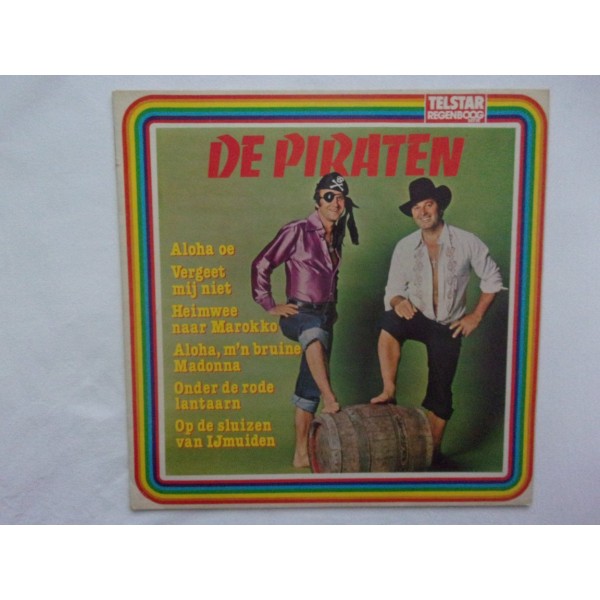 TELSTAR
REGENBOOG
DE PIRATEN
Aloha oe
Vergeet
mij niet
Heimwee
naar Marokko
Aloha, m'n bruine
Madonna
Onder de rode
lantaarn
Op de sluizen
van IJmuiden